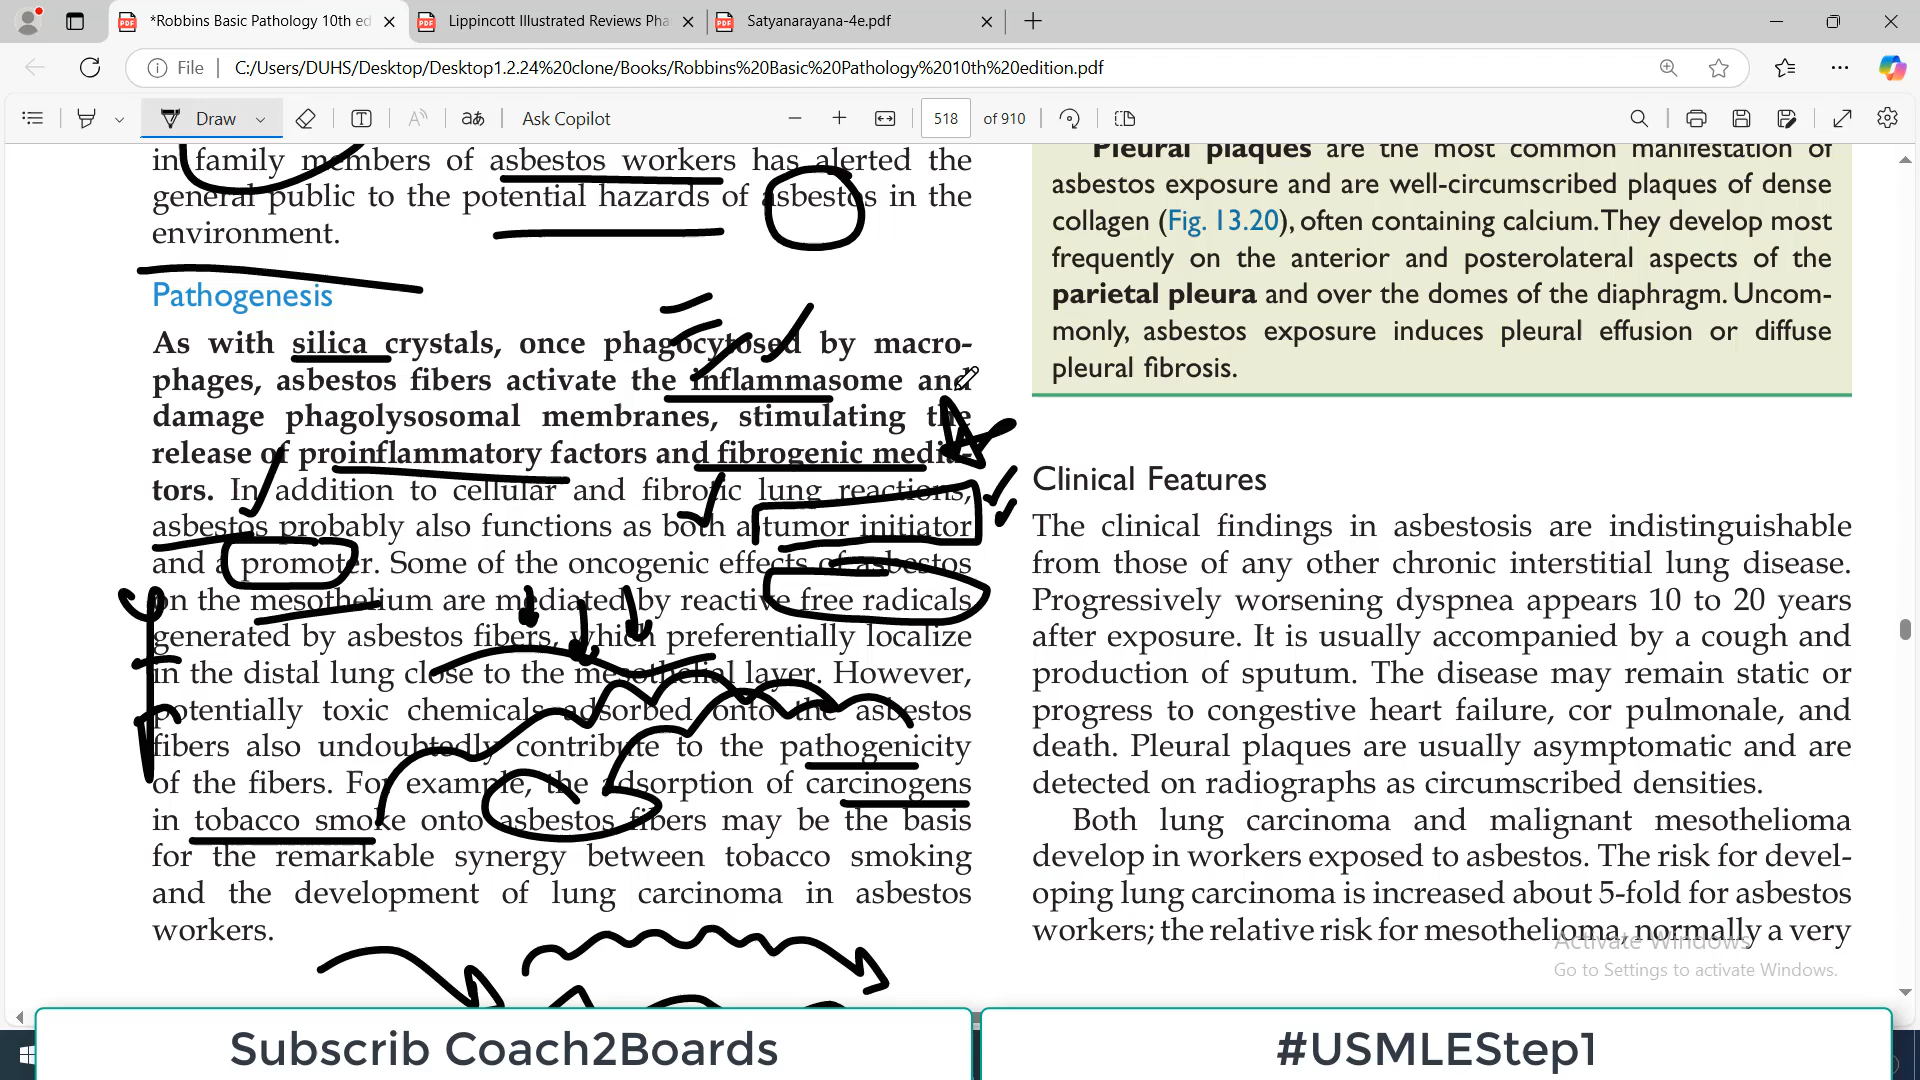 *Robbins Basic Pathology 10th ed
Lippincott Illustrated Reviews Pha
Satyanarayana-4e.pdf
File
C:/Users/DUHS/Desktop/Desktop1.2.24%20clone/Books/Robbins%20Basic%20Pathology%2010th%20edition.pdf
Draw
aあ
Ask Copilot
518 of 910
in family members of asbestos workers has alerted the
general public to the potential hazards of asbestos in the
environment.
Pathogenesis
As with silica crystals, once phagocytosed by macro-
phages, asbestos fibers activate the inflammasome and
damage phagolysosomal membranes, stimulating the
release of proinflammatory factors and fibrogenic media-
tors. In addition to cellular and fibrotic lung reactions,
asbestos probably also functions as both a tumor initiator
and a promoter. Some of the oncogenic effects of asbestos
on the mesothelium are mediated by reactive free radicals
generated by asbestos fibers, which preferentially localize
in the distal lung close to the mesothelial layer. However,
potentially toxic chemicals adsorbed onto the asbestos
fibers also undoubtedly contribute to the pathogenicity
of the fibers. For example, the adsorption of carcinogens
in tobacco smoke onto asbestos fibers may be the basis
for the remarkable synergy between tobacco smoking
and the development of lung carcinoma in asbestos
workers.
Pleural plaques are the most common manifestation of
asbestos exposure and are well-circumscribed plaques of dense
collagen (Fig. 13.20), often containing calcium. They develop most
frequently on the anterior and posterolateral aspects of the
parietal pleura and over the domes of the diaphragm. Uncom-
monly, asbestos exposure induces pleural effusion or diffuse
pleural fibrosis.
Clinical Features
The clinical findings in asbestosis are indistinguishable
from those of any other chronic interstitial lung disease.
Progressively worsening dyspnea appears 10 to 20 years
after exposure. It is usually accompanied by a cough and
production of sputum. The disease may remain static or
progress to congestive heart failure, cor pulmonale, and
death. Pleural plaques are usually asymptomatic and are
detected on radiographs as circumscribed densities.
Both lung carcinoma and malignant mesothelioma
develop in workers exposed to asbestos. The risk for devel-
oping lung carcinoma is increased about 5-fold for asbestos
workers; the relative risk for mesothelioma, normally a very
Activate Windows
Go to Settings to activate Windows.
Subscrib Coach2Boards
#USMLEStep1